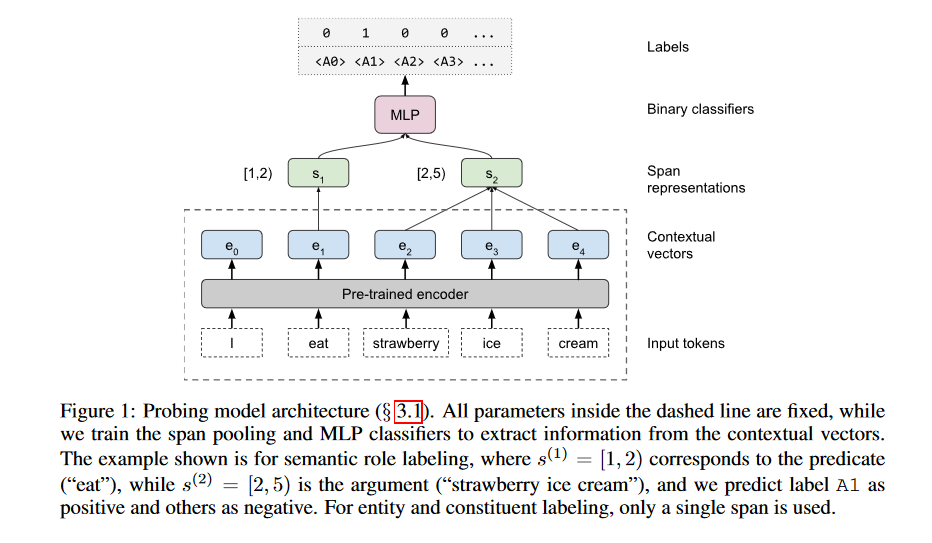 0 1 0 0 ...
Labels
<A0> <A1> <A2> <A3> ...
MLP
Binary classifiers
[1,2) s1 [2,5) s2
Span
representations
e0 e1 e2 e3 e4
Contextual
vectors
Pre-trained encoder
I eat strawberry ice cream
Input tokens
Figure 1: Probing model architecture (§ 3.1). All parameters inside the dashed line are fixed, while
we train the span pooling and MLP classifiers to extract information from the contextual vectors.
The example shown is for semantic role labeling, where s(1) = [1, 2) corresponds to the predicate
(“eat”), while s(2) = [2, 5) is the argument (“strawberry ice cream”), and we predict label A1 as
positive and others as negative. For entity and constituent labeling, only a single span is used.